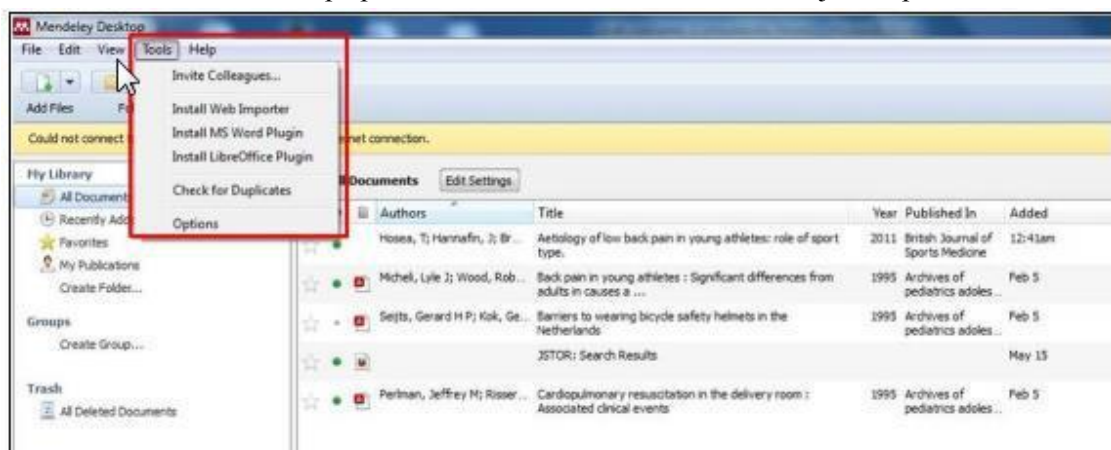 Mendeley Desktop
File Edit View Tools Help
Invite Colleagues...
Install Web Importer
Install MS Word Plugin
Install LibreOffice Plugin
Check for Duplicates
Options
Add Files
Could not connect
net connection.
My Library
All Document
Recently Add
Favorites
My Publications
Create Folder...
Groups
Create Group...
Trash
All Deleted Documents
Documents Edit Settings
Authors Title Year Published In Added
Hosea, T; Hannafin, J; Br... Aetiology of low back pain in young athletes: role of sport 2011 British Journal of 12:41am
type. Sports Medicine
Micheli, Lyle J; Wood, Rob... Back pain in young athletes : Significant differences from 1995 Archives of Feb 5
adults in causes a ... pediatrics adoles...
Seijts, Gerard H P; Kok, Ge... Barriers to wearing bicycle safety helmets in the 1995 Archives of Feb 5
Netherlands pediatrics adoles...
JSTOR: Search Results May 15
Perlman, Jeffrey M; Risser... Cardiopulmonary resuscitation in the delivery room : 1995 Archives of Feb 5
Associated clinical events pediatrics adoles...